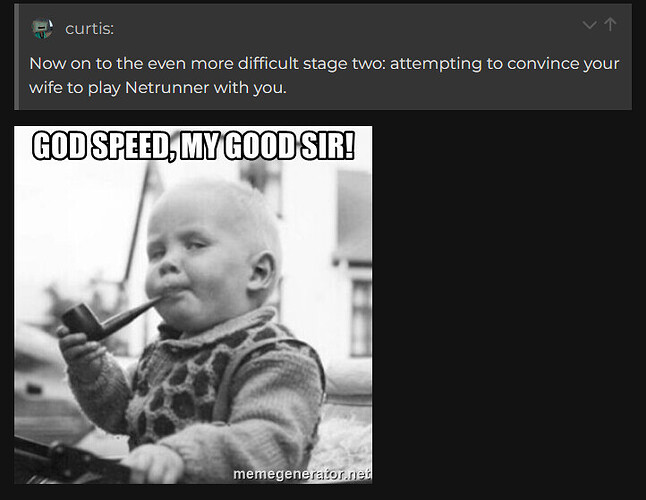 curtis:
Now on to the even more difficult stage two: attempting to convince your
wife to play Netrunner with you.
GOD SPEED, MY GOOD SIR!
memegenerator.net